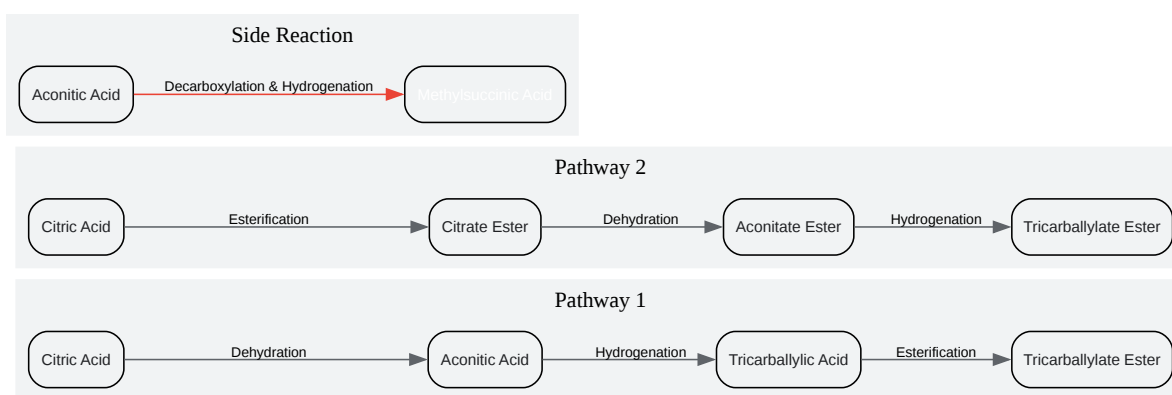 Side Reaction
Aconitic Acid
Decarboxylation & Hydrogenation
Methylsuccinic Acid
Pathway 2
Citric Acid
Esterification
Citrate Ester
Dehydration
Aconitate Ester
Hydrogenation
Tricarballylate Ester
Pathway 1
Citric Acid
Dehydration
Aconitic Acid
Hydrogenation
Tricarballylic Acid
Esterification
Tricarballylate Ester